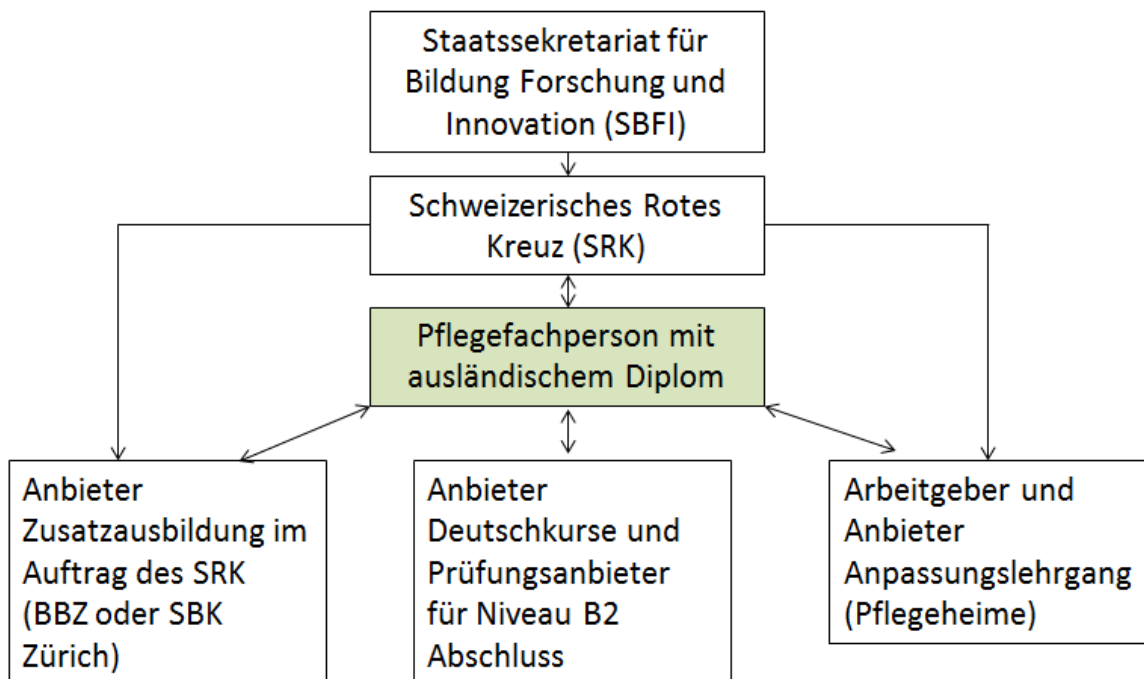 Staatssekretariat für
Bildung Forschung und
Innovation (SBFI)
Schweizerisches Rotes
Kreuz (SRK)
Pflegefachperson mit
ausländischem Diplom
Anbieter
Zusatzausbildung im
Auftrag des SRK
(BBZ oder SBK
Zürich)
Anbieter
Deutschkurse und
Prüfungsanbieter
für Niveau B2
Abschluss
Arbeitgeber und
Anbieter
Anpassungslehrgang
(Pflegeheime)